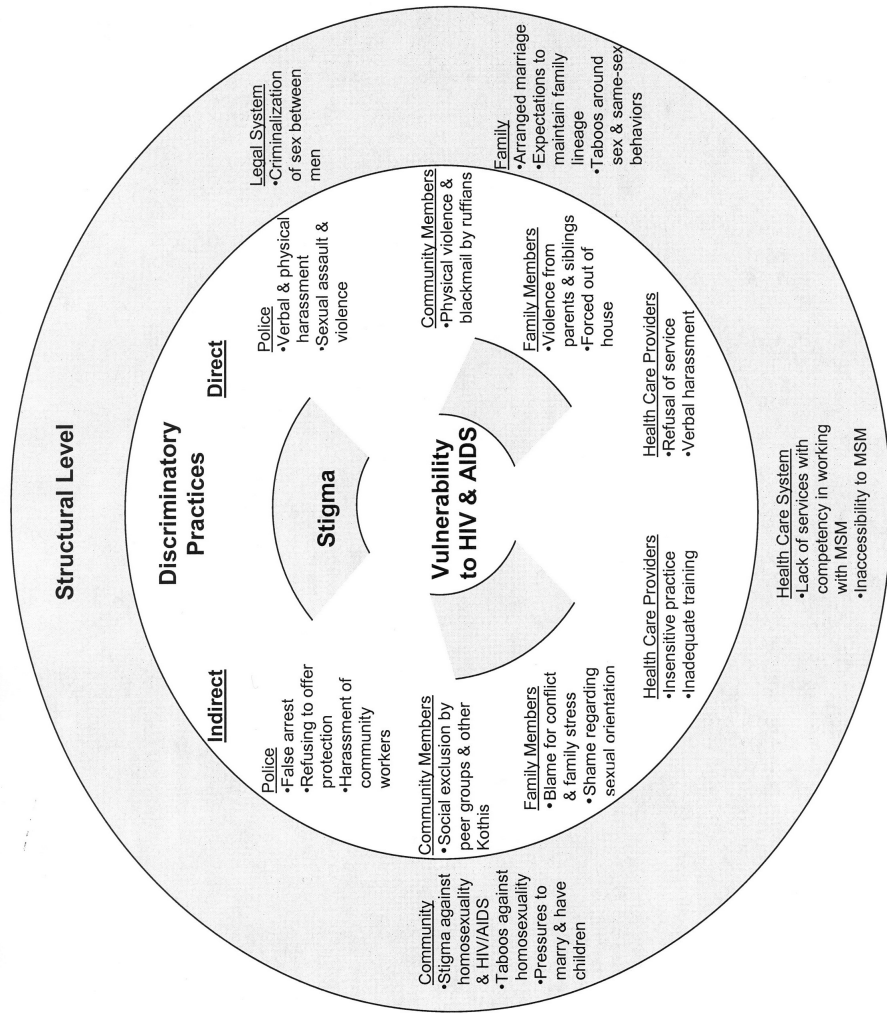 Structural Level
Discriminatory
Practices
Indirect
Direct
Stigma
Vulnerability
to HIV & AIDS
Police
•False arrest
•Refusing to offer
protection
•Harassment of
community
workers
Police
•Verbal & physical
harassment
•Sexual assault &
violence
Legal System
•Criminalization
of sex between
men
Community
•Stigma against
homosexuality
& HIV/AIDS
•Taboos against
homosexuality
•Pressures to
marry & have
children
Community Members
•Social exclusion by
peer groups & other
Kothis
Community Members
•Physical violence &
blackmail by ruffians
Family
•Arranged marriage
•Expectations to
maintain family
lineage
•Taboos around
sex & same-sex
behaviors
Family Members
•Blame for conflict
& family stress
•Shame regarding
sexual orientation
Family Members
•Violence from
parents & siblings
•Forced out of
house
Health Care Providers
•Insensitive practice
•Inadequate training
Health Care Providers
•Refusal of service
•Verbal harassment
Health Care System
•Lack of services with
competency in working
with MSM
•Inaccessibility to MSM